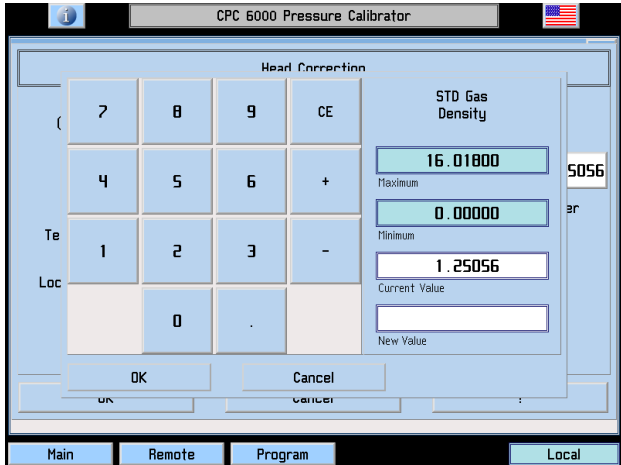 CPC 6000 Pressure Calibrator
Head Correction
7 8 9 CE
4 5 6 +
1 2 3 -
0 .
STD Gas
Density
16.01800
Maximum
0.00000
Minimum
1.25056
Current Value
New Value
(
5056
er
Te
Loc
OK Cancel
OK Cancel
Main Remote Program Local